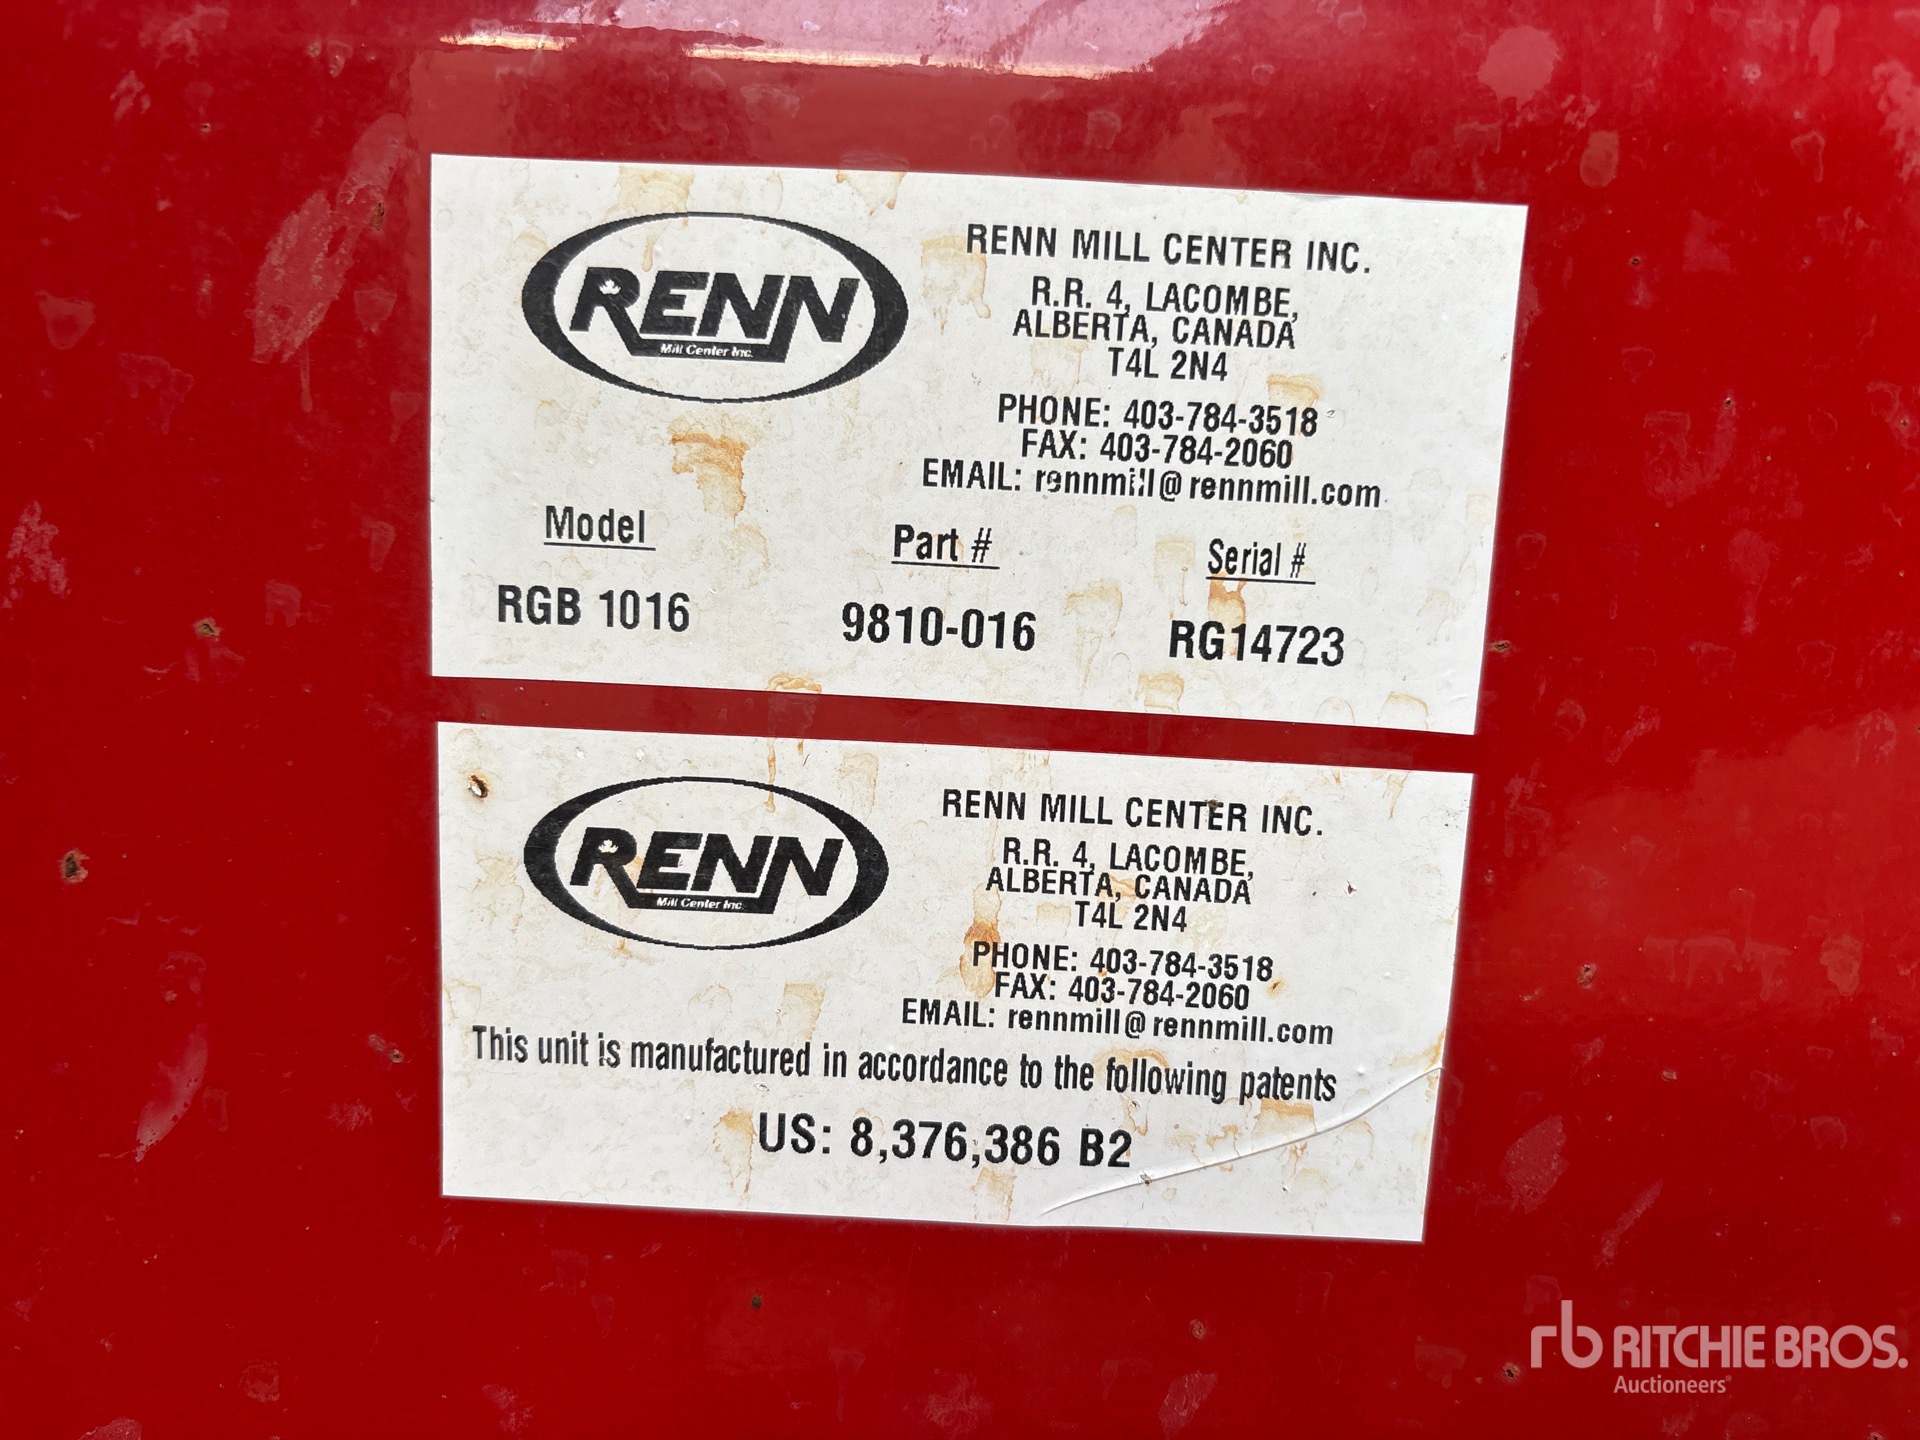 RENN
Mill Center Inc.
RENN MILL CENTER INC.
R.R. 4, LACOMBE,
ALBERTA, CANADA
T4L 2N4
PHONE: 403-784-3518
FAX: 403-784-2060
EMAIL: rennmill@rennmill.com
Model Part # Serial #
RGB 1016 9810-016 RG14723
RENN
Mill Center Inc.
RENN MILL CENTER INC.
R.R. 4, LACOMBE,
ALBERTA, CANADA
T4L 2N4
PHONE: 403-784-3518
FAX: 403-784-2060
EMAIL: rennmill@rennmill.com
This unit is manufactured in accordance to the following patents
US: 8,376,386 B2
rb RITCHIE BROS.
Auctioneers